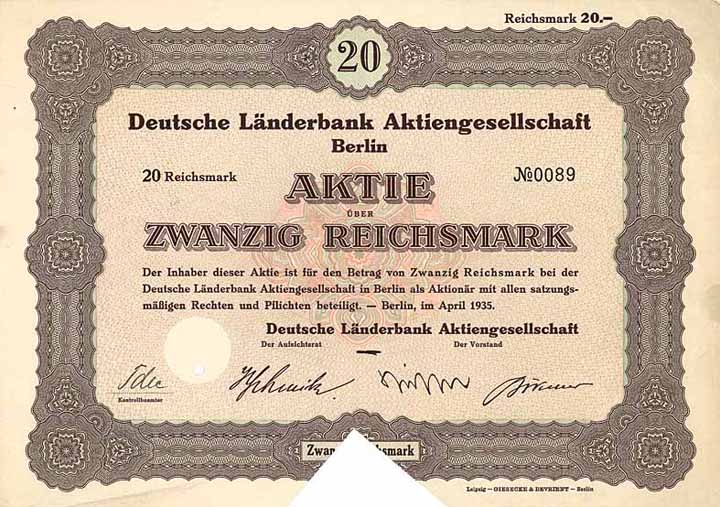 Reichsmark 20.—
20
Deutsche Länderbank Aktiengesellschaft
Berlin
20 Reichsmark
AKTIE
№0089
ÜBER
ZWANZIG REICHSMARK
Der Inhaber dieser Aktie ist für den Betrag von Zwanzig Reichsmark bei der
Deutsche Länderbank Aktiengesellschaft in Berlin als Aktionär mit allen satzungs-
mäßigen Rechten und Pflichten beteiligt. — Berlin, im April 1935.
Deutsche Länderbank Aktiengesellschaft
Der Aufsichtsrat
Der Vorstand
Kontrollbeamter
Zwan chsmark
Leipzig — GIESECKE & DEVRIENT — Berlin